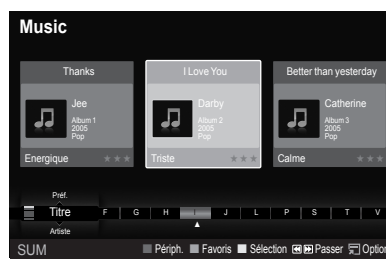 Music
Thanks
I Love You
Better than yesterday
Jee
Album 1
2005
Pop
Darby
Album 2
2005
Pop
Catherine
Album 3
2005
Pop
Energique
Triste
Calme
Préf.
Titre
F G H I J L P S T V
Artiste
SUM
Périph. Favoris Sélection Passer Option